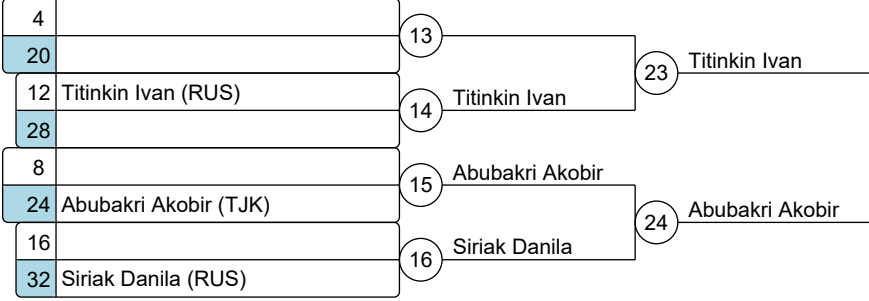 4
20
13
12 Titinkin Ivan (RUS)
28
14 Titinkin Ivan
23 Titinkin Ivan
8
24 Abubakri Akobir (TJK)
15 Abubakri Akobir
16
32 Siriak Danila (RUS)
16 Siriak Danila
24 Abubakri Akobir